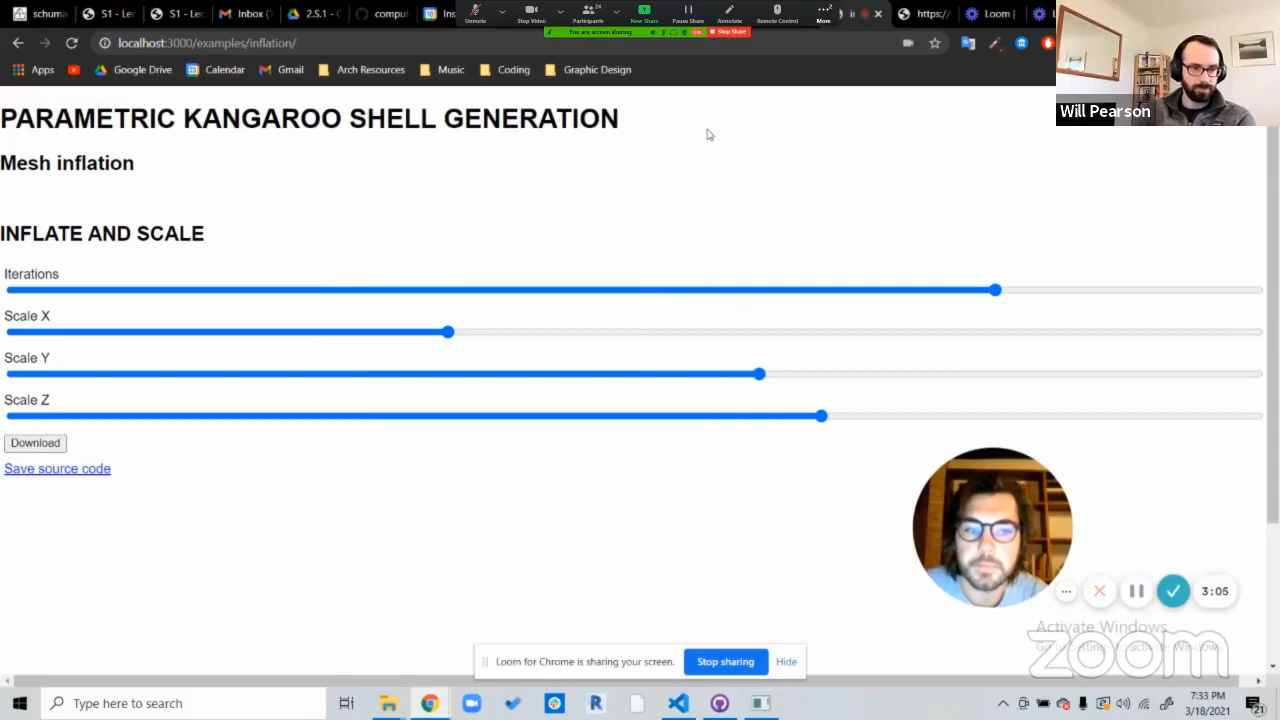 Unmute
Stop Video
Participants
24
New Share
Pause Share
Annotate
Remote Control
More
You are screen sharing
Stop Share
S1 - Lec
Inbox (
2.5.1 - C
comput
Ins
S1 - L
https:/
Loom
localhost:3000/examples/inflation/
Apps
Google Drive
Calendar
Gmail
Arch Resources
Music
Coding
Graphic Design
Will Pearson
PARAMETRIC KANGAROO SHELL GENERATION
Mesh inflation
INFLATE AND SCALE
Iterations
Scale X
Scale Y
Scale Z
Download
Save source code
3:05
Activate Windows
zoom
Loom for Chrome is sharing your screen.
Stop sharing
Hide
Type here to search
7:33 PM
3/18/2021
21